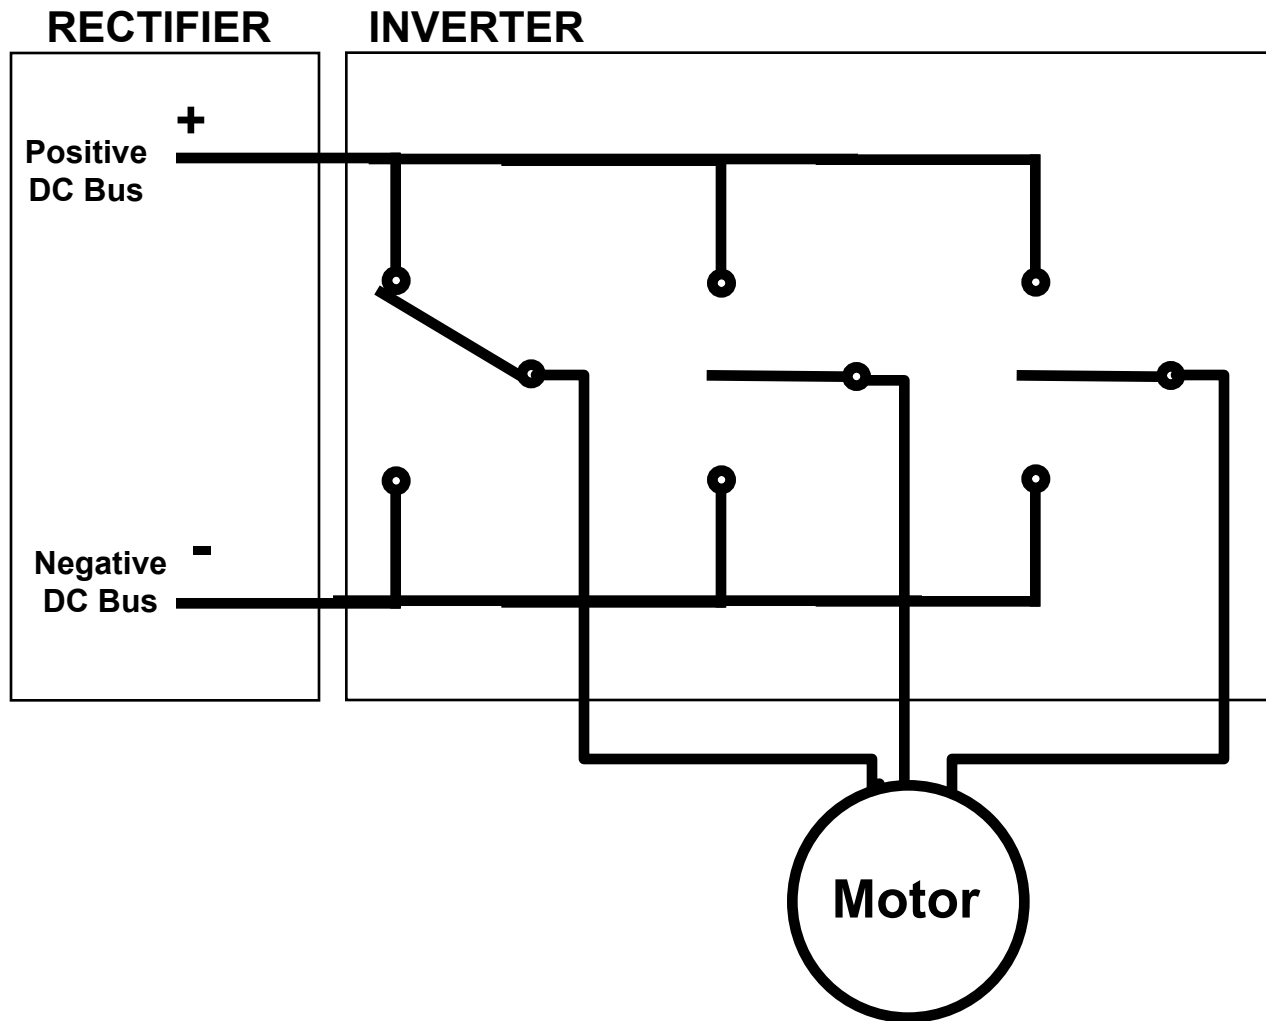 RECTIFIER
INVERTER
+
Positive
DC Bus
-
Negative
DC Bus
Motor